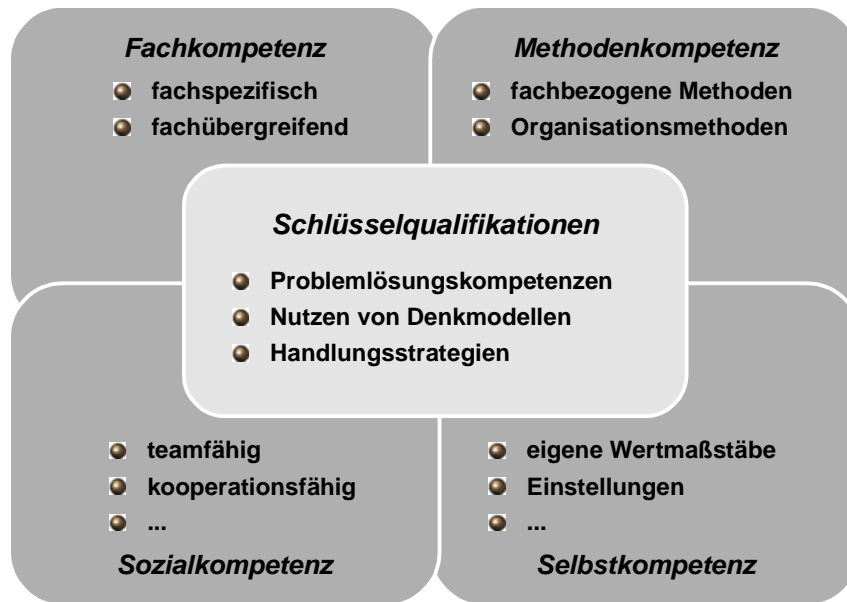 Fachkompetenz
fachspezifisch
fachübergreifend
Methodenkompetenz
fachbezogene Methoden
Organisationsmethoden
Schlüsselqualifikationen
Problemlösungskompetenzen
Nutzen von Denkmodellen
Handlungsstrategien
teamfähig
kooperationsfähig
...
Sozialkompetenz
eigene Wertmaßstäbe
Einstellungen
...
Selbstkompetenz